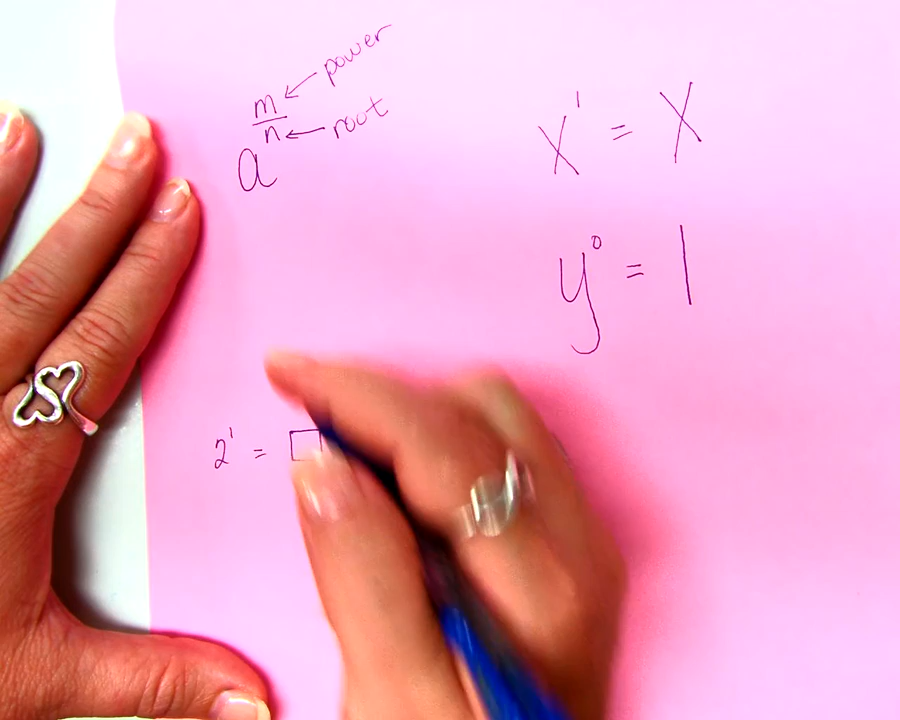 m ← power
n ← root
a
x¹ = x
y⁰ = 1
2¹ = □